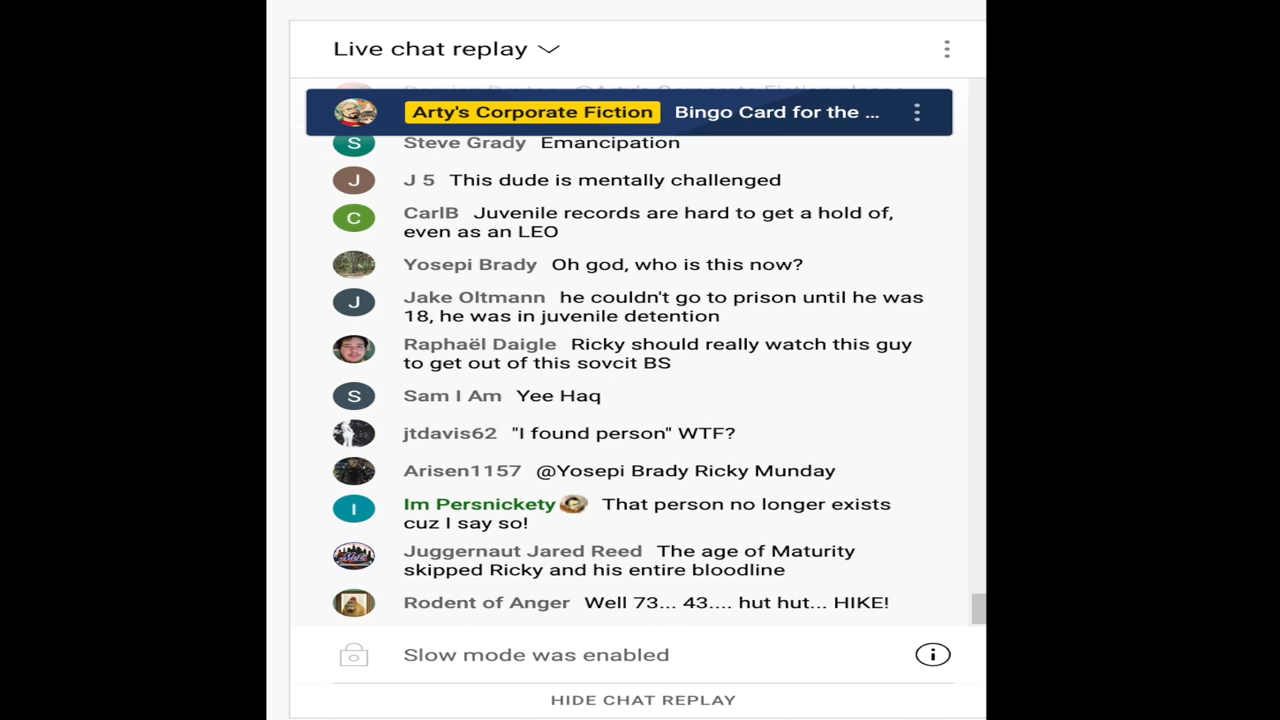 Live chat replay
Arty's Corporate Fiction Bingo Card for the ...
Steve Grady Emancipation
J 5 This dude is mentally challenged
CarlB Juvenile records are hard to get a hold of,
even as an LEO
Yosepi Brady Oh god, who is this now?
Jake Oltmann he couldn't go to prison until he was
18, he was in juvenile detention
Raphaël Daigle Ricky should really watch this guy
to get out of this sovcit BS
Sam I Am Yee Haq
jtdavis62 "I found person" WTF?
Arisen1157 @Yosepi Brady Ricky Munday
Im Persnickety That person no longer exists
cuz I say so!
Juggernaut Jared Reed The age of Maturity
skipped Ricky and his entire bloodline
Rodent of Anger Well 73... 43.... hut hut... HIKE!
Slow mode was enabled
HIDE CHAT REPLAY